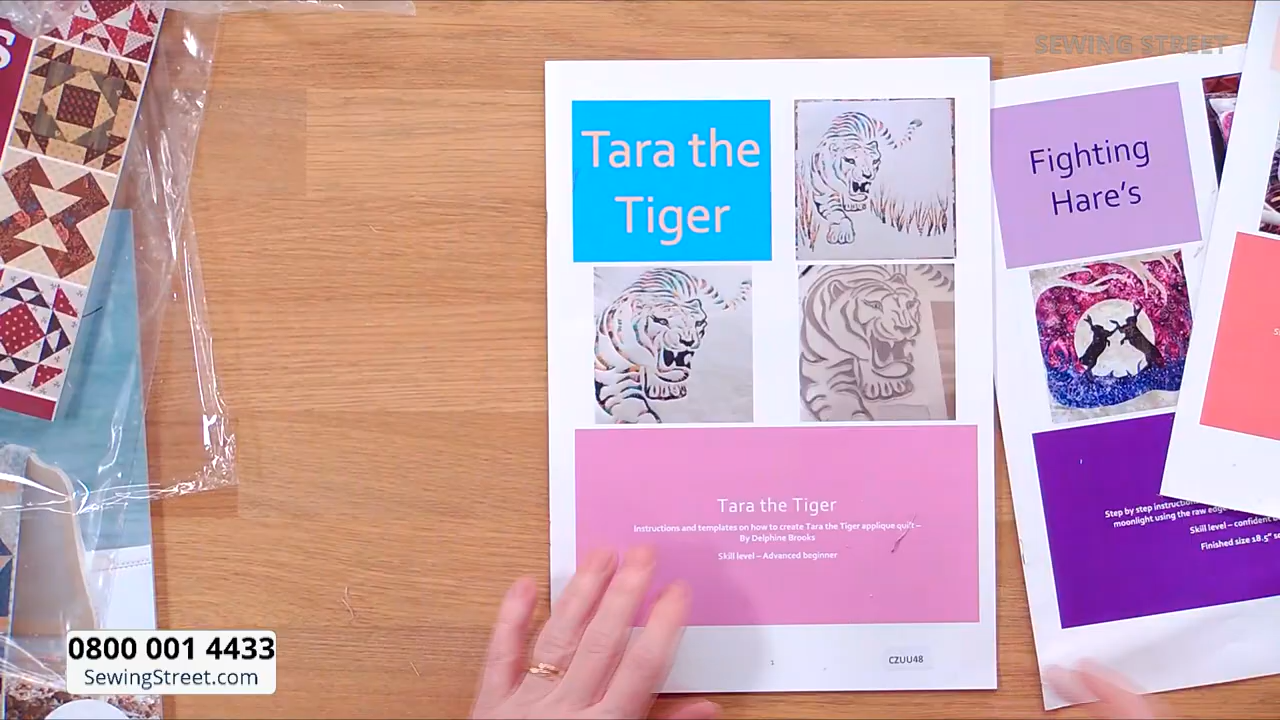 S
SEWING STREET
Tara the
Tiger
Tara the Tiger
Instructions and templates on how to create Tara the Tiger applique quilt –
By Delphine Brooks
Skill level – Advanced beginner
CZUU48
Fighting
Hare's
Step by step
moonlight using the raw
Skill level – confident
Finished size 18.5"
0800 001 4433
SewingStreet.com